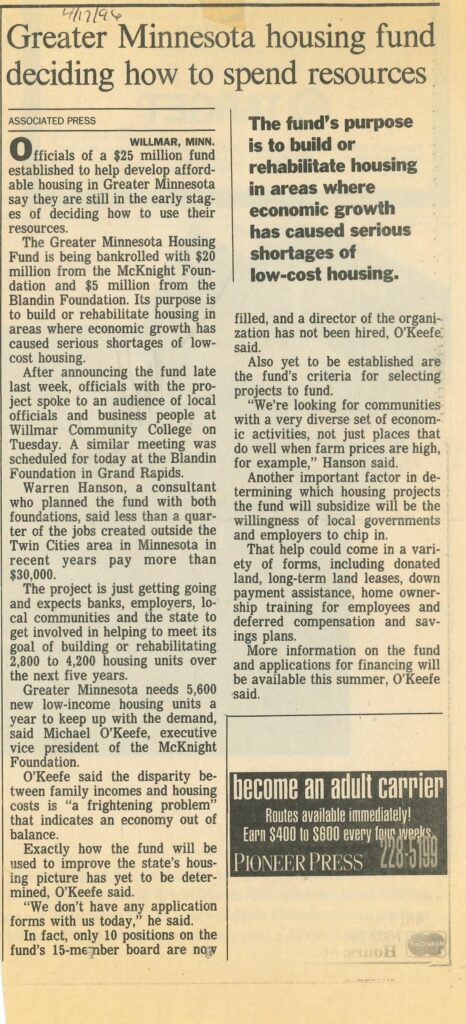 4/17/96
Greater Minnesota housing fund
deciding how to spend resources
ASSOCIATED PRESS
WILLMAR, MINN.
Officials of a $25 million fund
established to help develop afford-
able housing in Greater Minnesota
say they are still in the early stag-
es of deciding how to use their
resources.
The Greater Minnesota Housing
Fund is being bankrolled with $20
million from the McKnight Foun-
dation and $5 million from the
Blandin Foundation. Its purpose is
to build or rehabilitate housing in
areas where economic growth has
caused serious shortages of low-
cost housing.
After announcing the fund late
last week, officials with the pro-
ject spoke to an audience of local
officials and business people at
Willmar Community College on
Tuesday. A similar meeting was
scheduled for today at the Blandin
Foundation in Grand Rapids.
Warren Hanson, a consultant
who planned the fund with both
foundations, said less than a quar-
ter of the jobs created outside the
Twin Cities area in Minnesota in
recent years pay more than
$30,000.
The project is just getting going
and expects banks, employers, lo-
cal communities and the state to
get involved in helping to meet its
goal of building or rehabilitating
2,800 to 4,200 housing units over
the next five years.
Greater Minnesota needs 5,600
new low-income housing units a
year to keep up with the demand,
said Michael O'Keefe, executive
vice president of the McKnight
Foundation.
O'Keefe said the disparity be-
tween family incomes and housing
costs is "a frightening problem"
that indicates an economy out of
balance.
Exactly how the fund will be
used to improve the state's hous-
ing picture has yet to be deter-
mined, O'Keefe said.
"We don't have any application
forms with us today," he said.
In fact, only 10 positions on the
fund's 15-member board are now
The fund's purpose
is to build or
rehabilitate housing
in areas where
economic growth
has caused serious
shortages of
low-cost housing.
filled, and a director of the organi-
zation has not been hired, O'Keefe
said.
Also yet to be established are
the fund's criteria for selecting
projects to fund.
"We're looking for communities
with a very diverse set of econom-
ic activities, not just places that
do well when farm prices are high,
for example," Hanson said.
Another important factor in de-
termining which housing projects
the fund will subsidize will be the
willingness of local governments
and employers to chip in.
That help could come in a vari-
ety of forms, including donated
land, long-term land leases, down
payment assistance, home owner-
ship training for employees and
deferred compensation and sav-
ings plans.
More information on the fund
and applications for financing will
be available this summer, O'Keefe
said.
become an adult carrier
Routes available immediately!
Earn $400 to $600 every four weeks.
PIONEER PRESS 228-5199